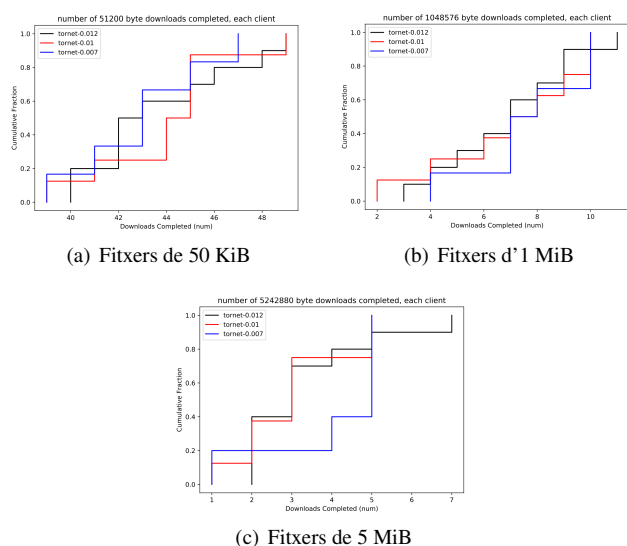 number of 51200 byte downloads completed, each client
tornet-0.012
tornet-0.01
tornet-0.007
Cumulative Fraction
1.0
0.8
0.6
0.4
0.2
0.0
40 42 44 46 48
Downloads Completed (num)
(a) Fitxers de 50 KiB
number of 1048576 byte downloads completed, each client
tornet-0.012
tornet-0.01
tornet-0.007
Cumulative Fraction
1.0
0.8
0.6
0.4
0.2
0.0
2 4 6 8 10
Downloads Completed (num)
(b) Fitxers d'1 MiB
number of 5242880 byte downloads completed, each client
tornet-0.012
tornet-0.01
tornet-0.007
Cumulative Fraction
1.0
0.8
0.6
0.4
0.2
0.0
1 2 3 4 5 6 7
Downloads Completed (num)
(c) Fitxers de 5 MiB